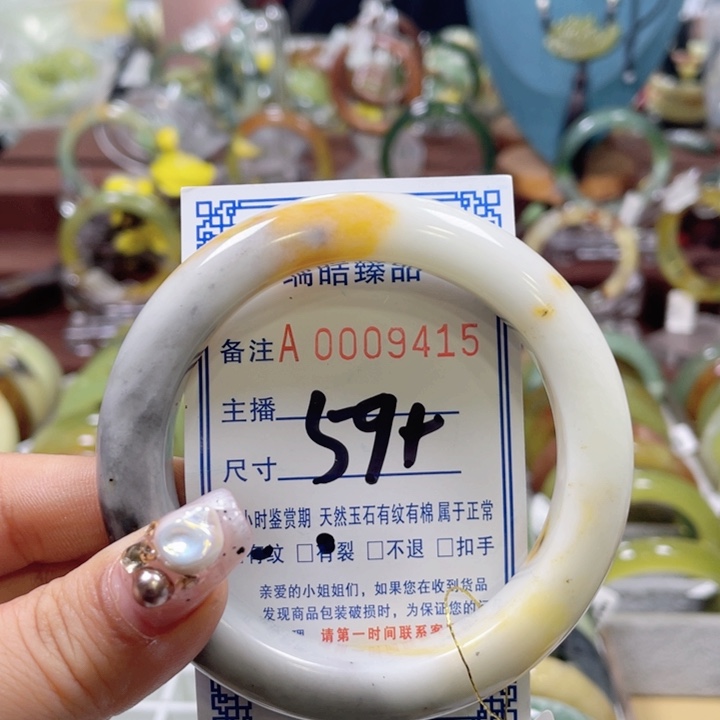 瑞皓臻品
备注A 0009415
主播
尺寸 59+
小时鉴赏期 天然玉石有纹有棉 属于正常
有纹 □有裂 □不退 □扣手
亲爱的小姐姐们，如果您在收到货品
发现商品包装破损时，为保证您的
理 请第一时间联系客